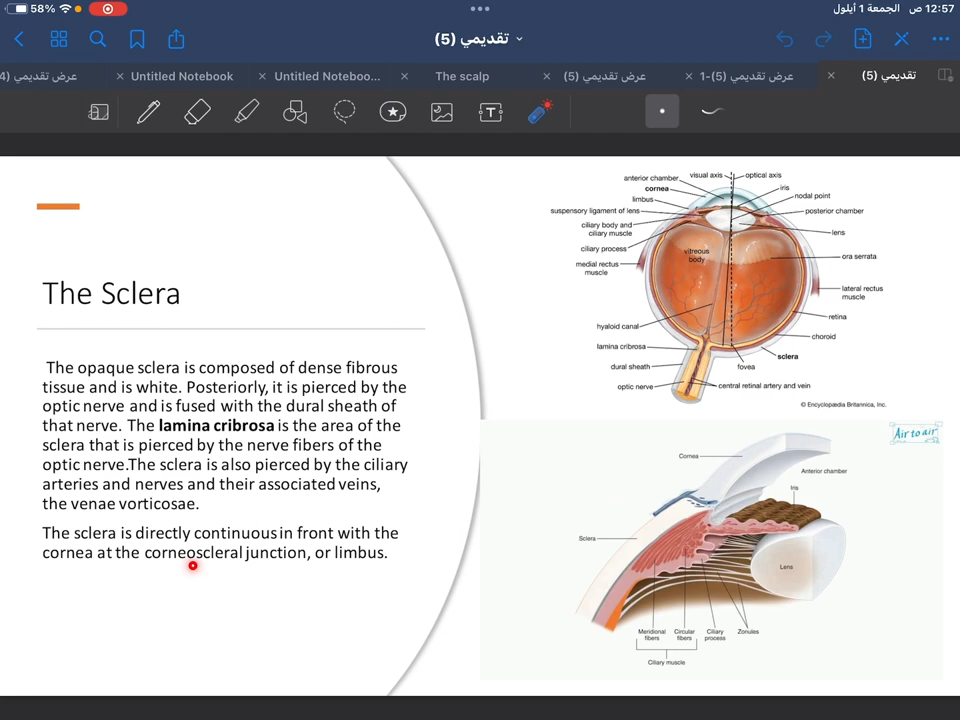 58%
12:57 ص الجمعة 1 أيلول
تقديمي (5)
عرض تقديمي (4
Untitled Notebook
Untitled Noteboo...
The scalp
عرض تقديمي (5)
عرض تقديمي (5)-1
تقديمي (5)
The Sclera
The opaque sclera is composed of dense fibrous
tissue and is white. Posteriorly, it is pierced by the
optic nerve and is fused with the dural sheath of
that nerve. The lamina cribrosa is the area of the
sclera that is pierced by the nerve fibers of the
optic nerve.The sclera is also pierced by the ciliary
arteries and nerves and their associated veins,
the venae vorticosae.
The sclera is directly continuous in front with the
cornea at the corneoscleral junction, or limbus.
visual axis
optical axis
anterior chamber
cornea
iris
limbus
nodal point
suspensory ligament of lens
posterior chamber
ciliary body and
ciliary muscle
lens
ciliary process
vitreous
body
ora serrata
medial rectus
muscle
lateral rectus
muscle
retina
hyaloid canal
choroid
lamina cribrosa
sclera
dural sheath
fovea
optic nerve
central retinal artery and vein
© Encyclopædia Britannica, Inc.
Air to air
Cornea
Anterior chamber
Iris
Sclera
Lens
Meridional
fibers
Circular
fibers
Ciliary
process
Zonules
Ciliary muscle